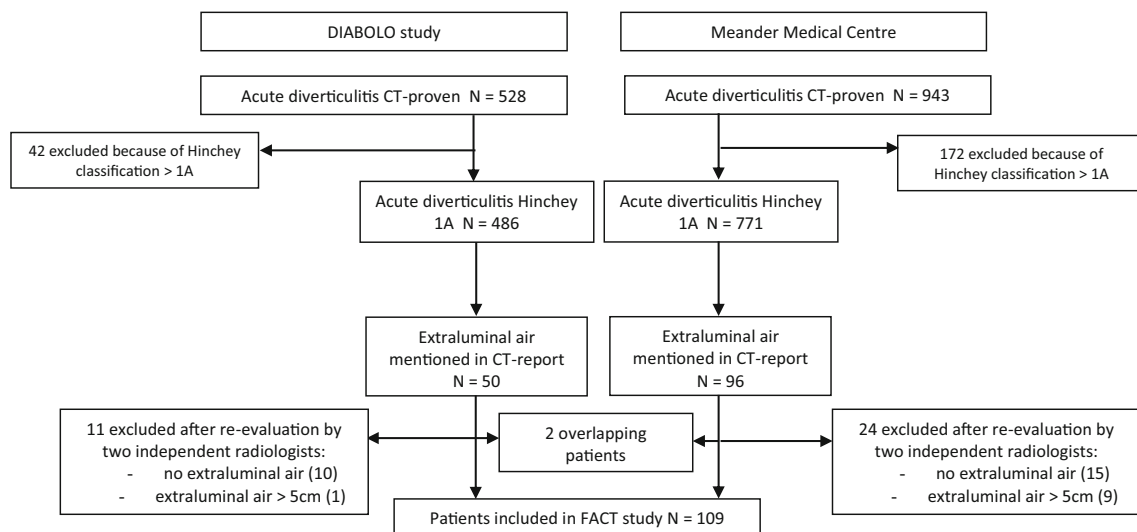 DIABOLO study
Meander Medical Centre
Acute diverticulitis CT-proven N = 528
Acute diverticulitis CT-proven N = 943
42 excluded because of Hinchey
classification > 1A
172 excluded because of
Hinchey classification > 1A
Acute diverticulitis Hinchey
1A N = 486
Acute diverticulitis Hinchey
1A N = 771
Extraluminal air
mentioned in CT-report
N = 50
Extraluminal air
mentioned in CT-report
N = 96
11 excluded after re-evaluation by
two independent radiologists:
- no extraluminal air (10)
- extraluminal air > 5cm (1)
2 overlapping
patients
24 excluded after re-evaluation by
two independent radiologists:
- no extraluminal air (15)
- extraluminal air > 5cm (9)
Patients included in FACT study N = 109